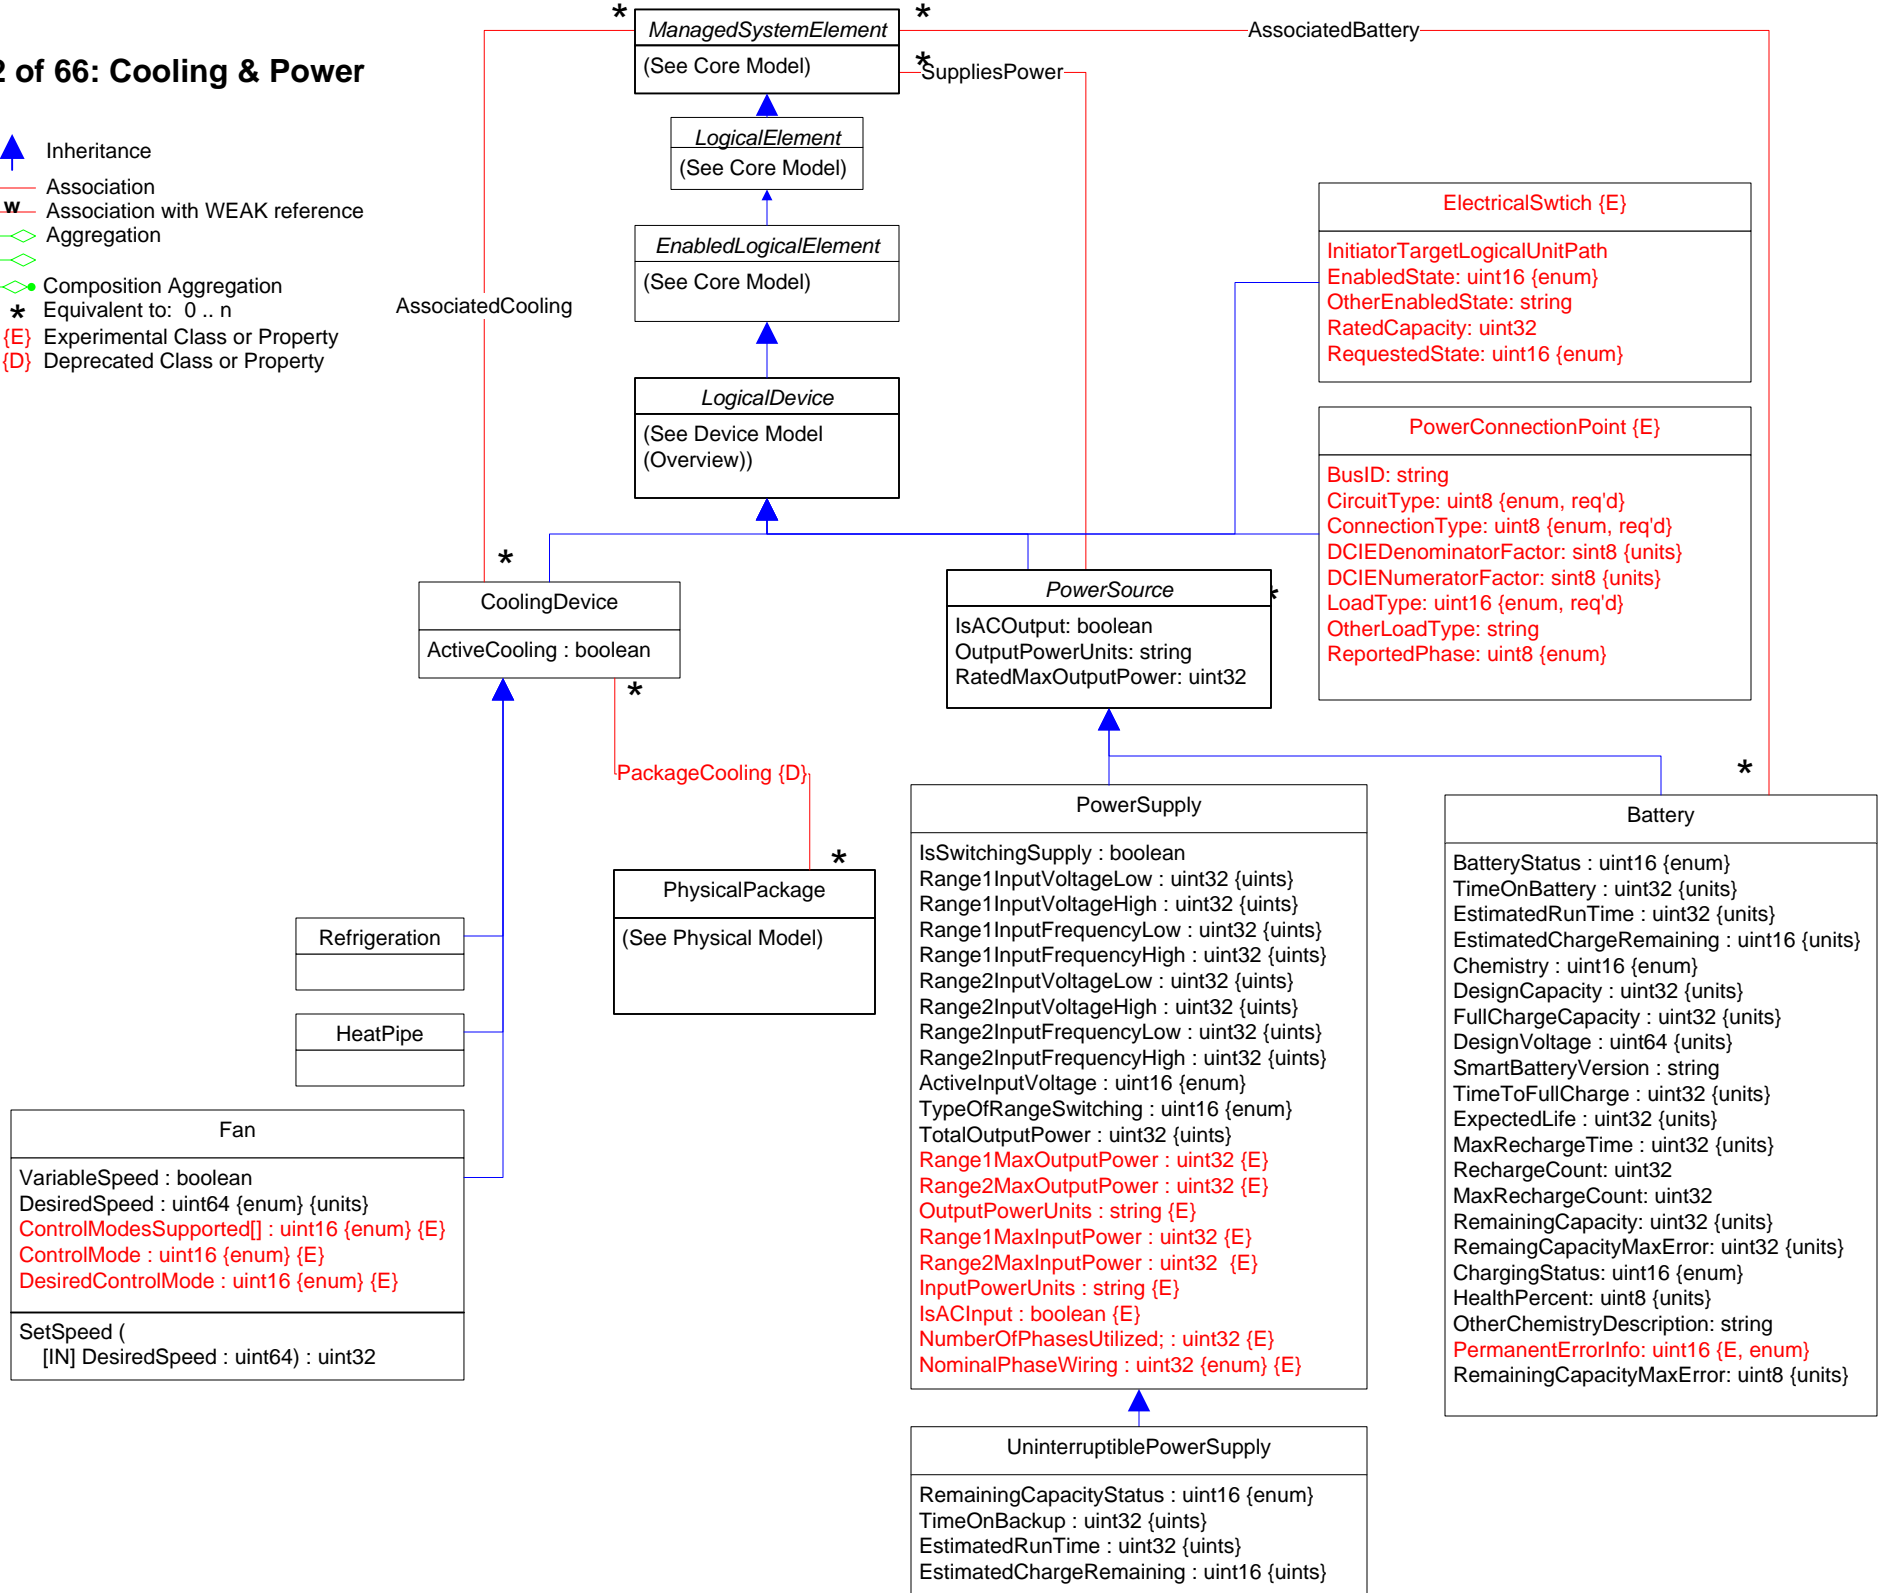 2 of 66: Cooling & Power
Inheritance
Association
w Association with WEAK reference
Aggregation
Composition Aggregation
* Equivalent to: 0 .. n
{E} Experimental Class or Property
{D} Deprecated Class or Property
* ManagedSystemElement *
(See Core Model)
*
AssociatedBattery
SuppliesPower
LogicalElement
(See Core Model)
EnabledLogicalElement
(See Core Model)
AssociatedCooling
LogicalDevice
(See Device Model
(Overview))
ElectricalSwtich {E}
InitiatorTargetLogicalUnitPath
EnabledState: uint16 {enum}
OtherEnabledState: string
RatedCapacity: uint32
RequestedState: uint16 {enum}
PowerConnectionPoint {E}
BusID: string
CircuitType: uint8 {enum, req'd}
ConnectionType: uint8 {enum, req'd}
DCIEDenominatorFactor: sint8 {units}
DCIENumeratorFactor: sint8 {units}
LoadType: uint16 {enum, req'd}
OtherLoadType: string
ReportedPhase: uint8 {enum}
*
CoolingDevice
ActiveCooling : boolean
*
PowerSource
*
IsACOutput: boolean
OutputPowerUnits: string
RatedMaxOutputPower: uint32
PackageCooling {D}
*
PhysicalPackage
(See Physical Model)
Refrigeration
HeatPipe
Fan
VariableSpeed : boolean
DesiredSpeed : uint64 {enum} {units}
ControlModesSupported[] : uint16 {enum} {E}
ControlMode : uint16 {enum} {E}
DesiredControlMode : uint16 {enum} {E}
SetSpeed (
[IN] DesiredSpeed : uint64) : uint32
PowerSupply
IsSwitchingSupply : boolean
Range1InputVoltageLow : uint32 {uints}
Range1InputVoltageHigh : uint32 {uints}
Range1InputFrequencyLow : uint32 {uints}
Range1InputFrequencyHigh : uint32 {uints}
Range2InputVoltageLow : uint32 {uints}
Range2InputVoltageHigh : uint32 {uints}
Range2InputFrequencyLow : uint32 {uints}
Range2InputFrequencyHigh : uint32 {uints}
ActiveInputVoltage : uint16 {enum}
TypeOfRangeSwitching : uint16 {enum}
TotalOutputPower : uint32 {uints}
Range1MaxOutputPower : uint32 {E}
Range2MaxOutputPower : uint32 {E}
OutputPowerUnits : string {E}
Range1MaxInputPower : uint32 {E}
Range2MaxInputPower : uint32 {E}
InputPowerUnits : string {E}
IsACInput : boolean {E}
NumberOfPhasesUtilized; : uint32 {E}
NominalPhaseWiring : uint32 {enum} {E}
*
Battery
BatteryStatus : uint16 {enum}
TimeOnBattery : uint32 {units}
EstimatedRunTime : uint32 {units}
EstimatedChargeRemaining : uint16 {units}
Chemistry : uint16 {enum}
DesignCapacity : uint32 {units}
FullChargeCapacity : uint32 {units}
DesignVoltage : uint64 {units}
SmartBatteryVersion : string
TimeToFullCharge : uint32 {units}
ExpectedLife : uint32 {units}
MaxRechargeTime : uint32 {units}
RechargeCount: uint32
MaxRechargeCount: uint32
RemainingCapacity: uint32 {units}
RemaingCapacityMaxError: uint32 {units}
ChargingStatus: uint16 {enum}
HealthPercent: uint8 {units}
OtherChemistryDescription: string
PermanentErrorInfo: uint16 {E, enum}
RemainingCapacityMaxError: uint8 {units}
UninterruptiblePowerSupply
RemainingCapacityStatus : uint16 {enum}
TimeOnBackup : uint32 {uints}
EstimatedRunTime : uint32 {uints}
EstimatedChargeRemaining : uint16 {uints}